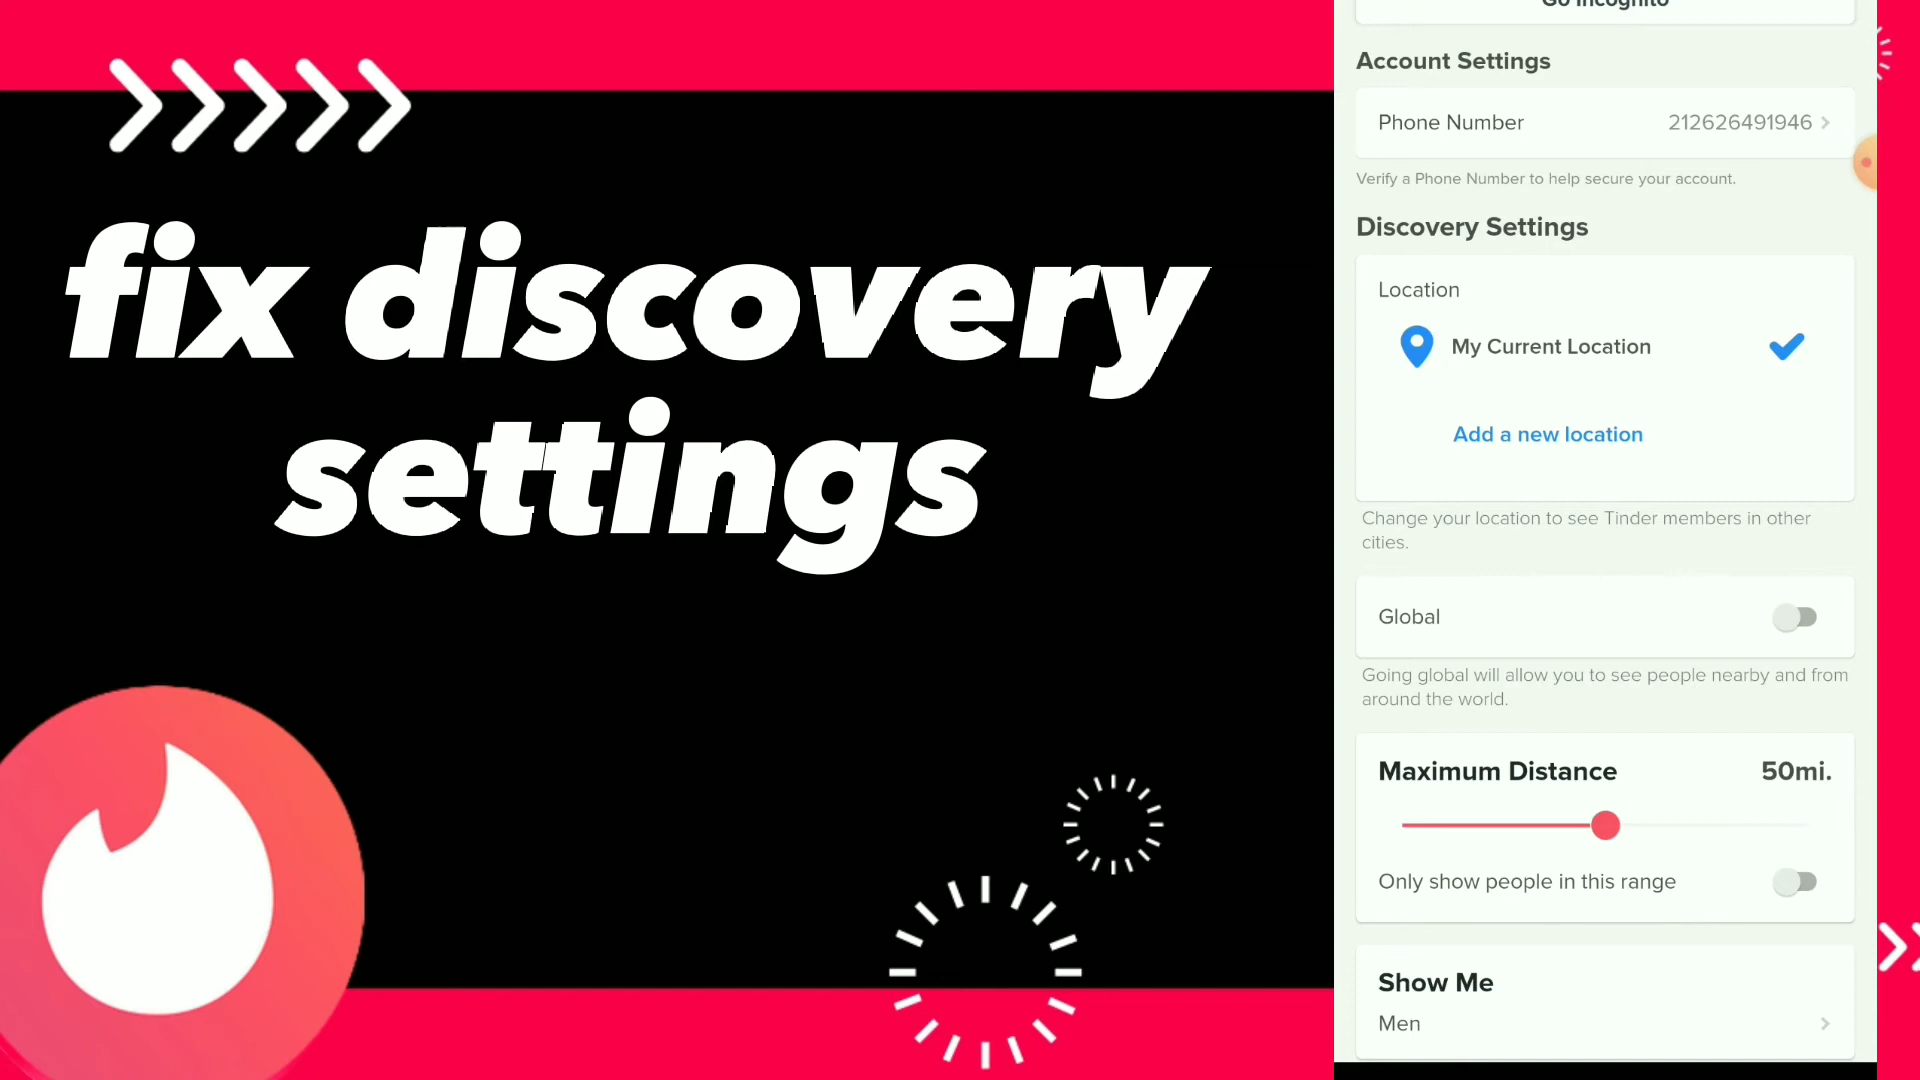 fix discovery
settings
Go Incognito
Account Settings
Phone Number 212626491946
Verify a Phone Number to help secure your account.
Discovery Settings
Location
My Current Location
Add a new location
Change your location to see Tinder members in other
cities.
Global
Going global will allow you to see people nearby and from
around the world.
Maximum Distance 50mi.
Only show people in this range
Show Me
Men